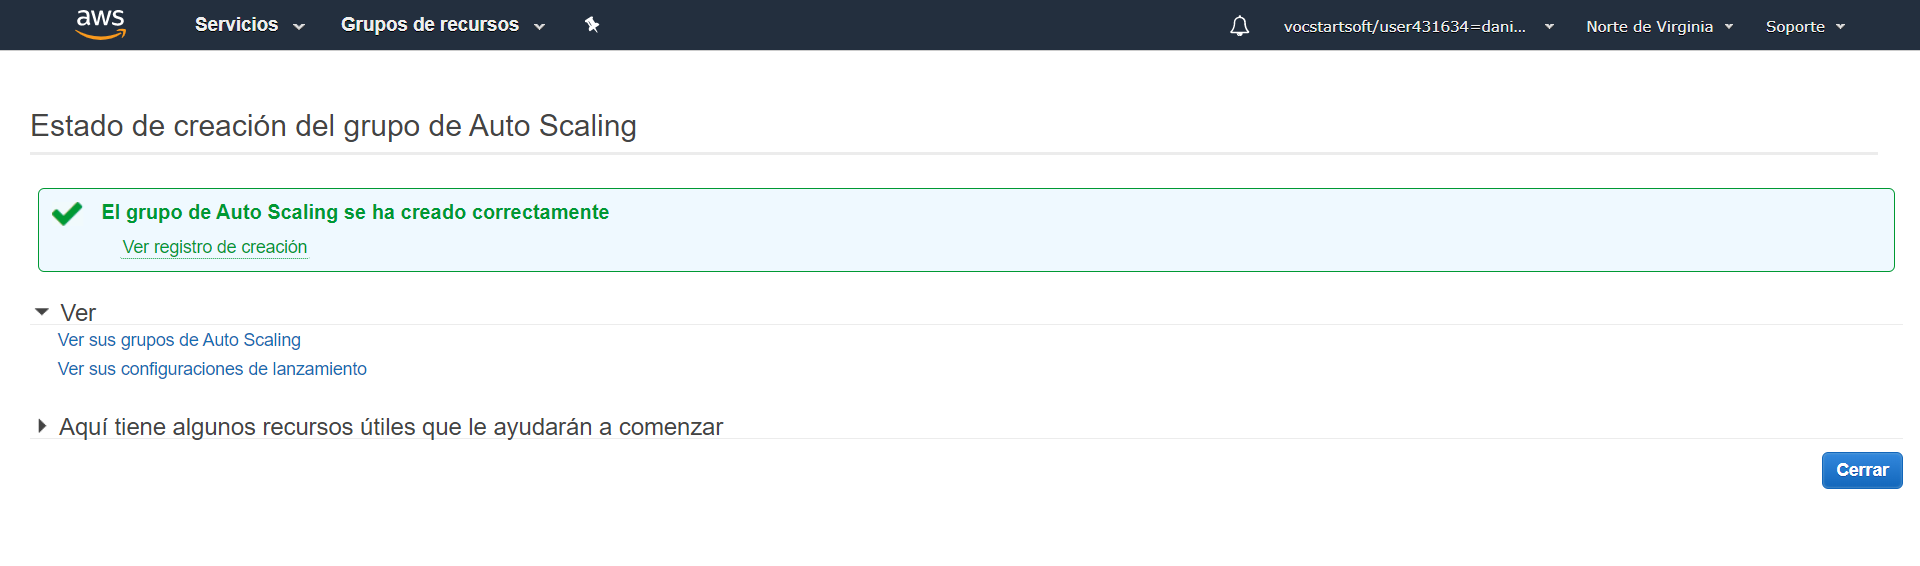 aws Servicios Grupos de recursos vocstartsoft/user431634=dani... Norte de Virginia Soporte
Estado de creación del grupo de Auto Scaling
El grupo de Auto Scaling se ha creado correctamente
Ver registro de creación
Ver
Ver sus grupos de Auto Scaling
Ver sus configuraciones de lanzamiento
Aquí tiene algunos recursos útiles que le ayudarán a comenzar
Cerrar